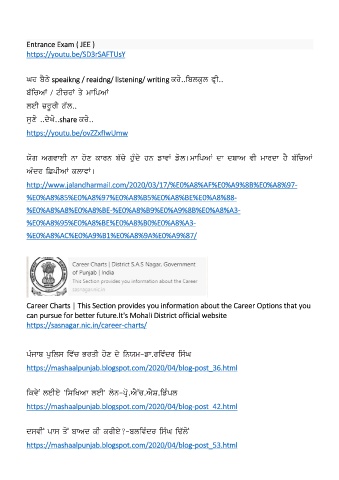 Entrance Exam ( JEE )
https://youtu.be/SD3rSAFTUsY
ਘਰ ਬੈਠੇ speaikng / reaidng/ listening/ writing ਕਰੋ..ਬਿਲਕੁਲ ਫ੍ਰੀ..
ਬੱਚਿਆਂ / ਟੀਚਰਾਂ ਤੇ ਮਾਪਿਆਂ
ਲਈ ਜ਼ਰੂਰੀ ਗੱਲ..
ਸੁਣੋ ..ਦੇਖੋ..share ਕਰੋ..
https://youtu.be/ovZZxflwUmw
ਯੋਗ ਅਗਵਾਈ ਨਾ ਹੋਣ ਕਾਰਨ ਬੱਚੇ ਹੁੰਦੇ ਹਨ ਡਾਵਾਂ ਡੋਲ।ਮਾਪਿਆਂ ਦਾ ਦਬਾਅ ਵੀ ਮਾਰਦਾ ਹੈ ਬੱਚਿਆਂ
ਅੰਦਰ ਛਿਪੀਆਂ ਕਲਾਵਾਂ।
http://www.jalandharmail.com/2020/03/17/%E0%A8%AF%E0%A9%8B%E0%A8%97-
%E0%A8%85%E0%A8%97%E0%A8%B5%E0%A8%BE%E0%A8%88-
%E0%A8%A8%E0%A8%BE-%E0%A8%B9%E0%A9%8B%E0%A8%A3-
%E0%A8%95%E0%A8%BE%E0%A8%B0%E0%A8%A8-
%E0%A8%AC%E0%A9%B1%E0%A8%9A%E0%A9%87/
Career Charts | District S.A.S Nagar, Government
of Punjab | India
This Section provides you information about the Career
sasnagar.nic.in
Career Charts | This Section provides you information about the Career Options that you
can pursue for better future.It's Mohali District official website
https://sasnagar.nic.in/career-charts/
ਪੰਜਾਬ ਪੁਲਿਸ ਵਿੱਚ ਭਰਤੀ ਹੋਣ ਦੇ ਨਿਯਮ-ਡਾ.ਰਵਿੰਦਰ ਸਿੰਘ
https://mashaalpunjab.blogspot.com/2020/04/blog-post_36.html
ਕਿਵੇਂ ਲਈਏ 'ਸਿਖਿਆ ਲਈ' ਲੋਨ-ਪ੍ਰੋ.ਐੱਚ.ਐਸ.ਡਿੰਪਲ
https://mashaalpunjab.blogspot.com/2020/04/blog-post_42.html
ਦਸਵੀਂ ਪਾਸ ਤੋਂ ਬਾਅਦ ਕੀ ਕਰੀਏ?-ਬਲਵਿੰਦਰ ਸਿੰਘ ਢਿੱਲੋਂ
https://mashaalpunjab.blogspot.com/2020/04/blog-post_53.html